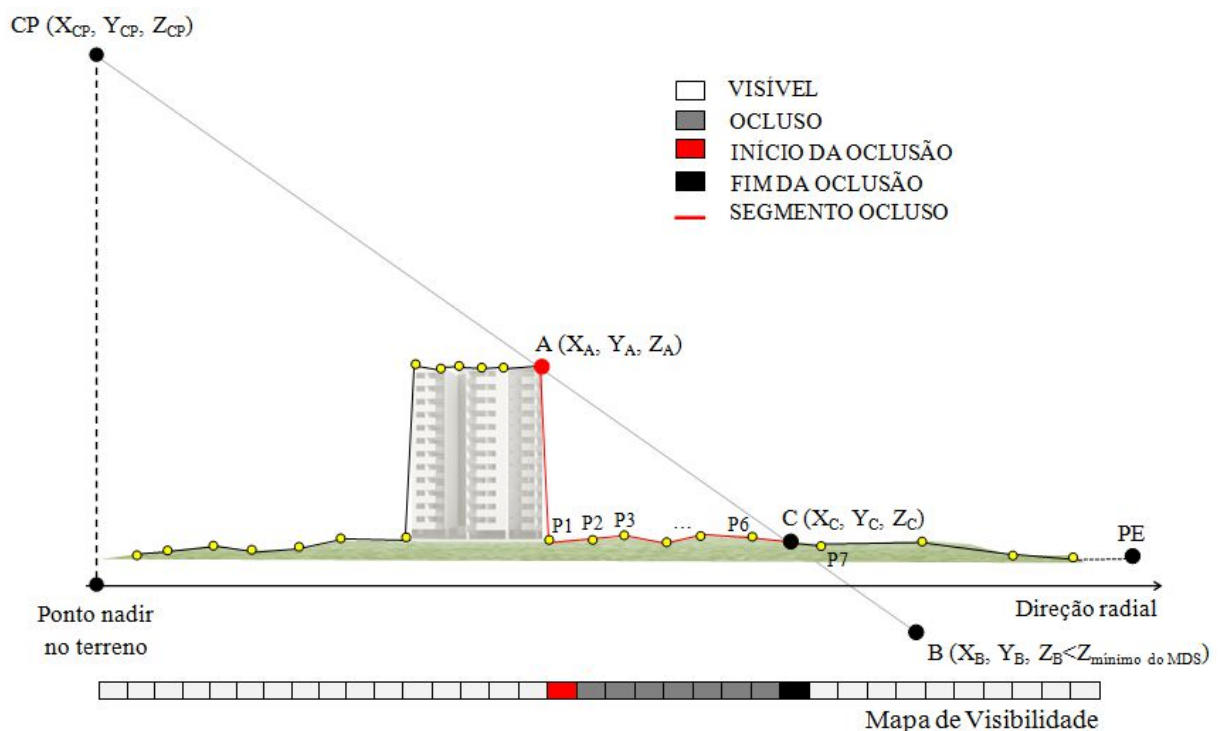 CP (X_CP, Y_CP, Z_CP)
VISÍVEL
OCLUSO
INÍCIO DA OCLUSÃO
FIM DA OCLUSÃO
SEGMENTO OCLUSO
A (X_A, Y_A, Z_A)
P1 P2 P3 ... P6 C (X_C, Y_C, Z_C)
P7
PE
Ponto nadir
no terreno
Direção radial
B (X_B, Y_B, Z_B<Z_mínimo do MDS)
Mapa de Visibilidade